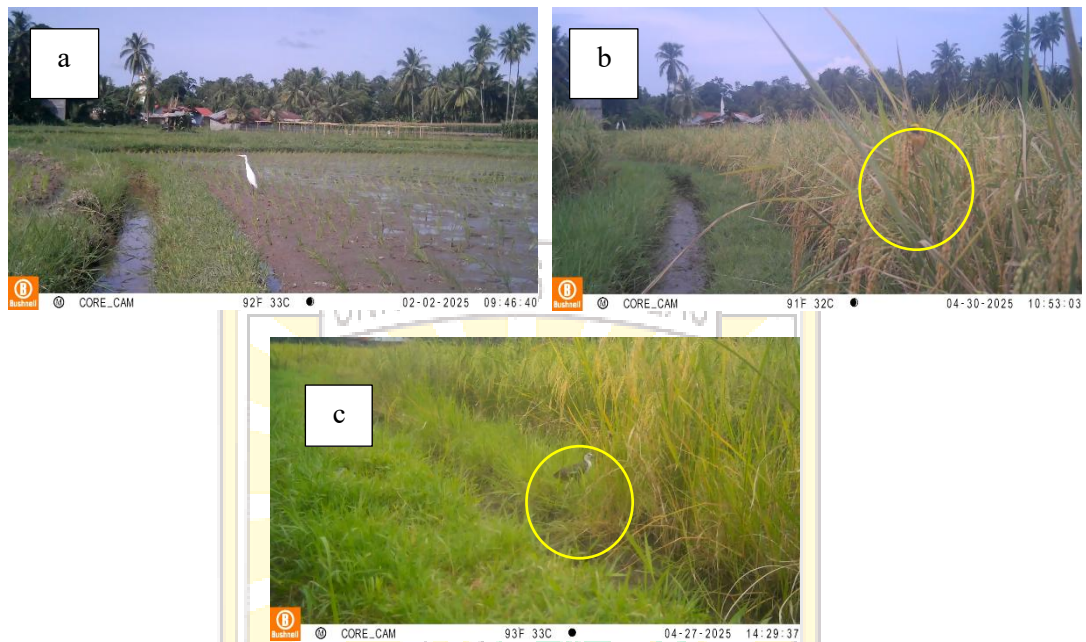 a
b
Bushnell
M CORE_CAM 92F 33C 02-02-2025 09:46:40
Bushnell
M CORE_CAM 91F 32C 04-30-2025 10:53:03
c
Bushnell
M CORE_CAM 93F 33C 04-27-2025 14:29:37